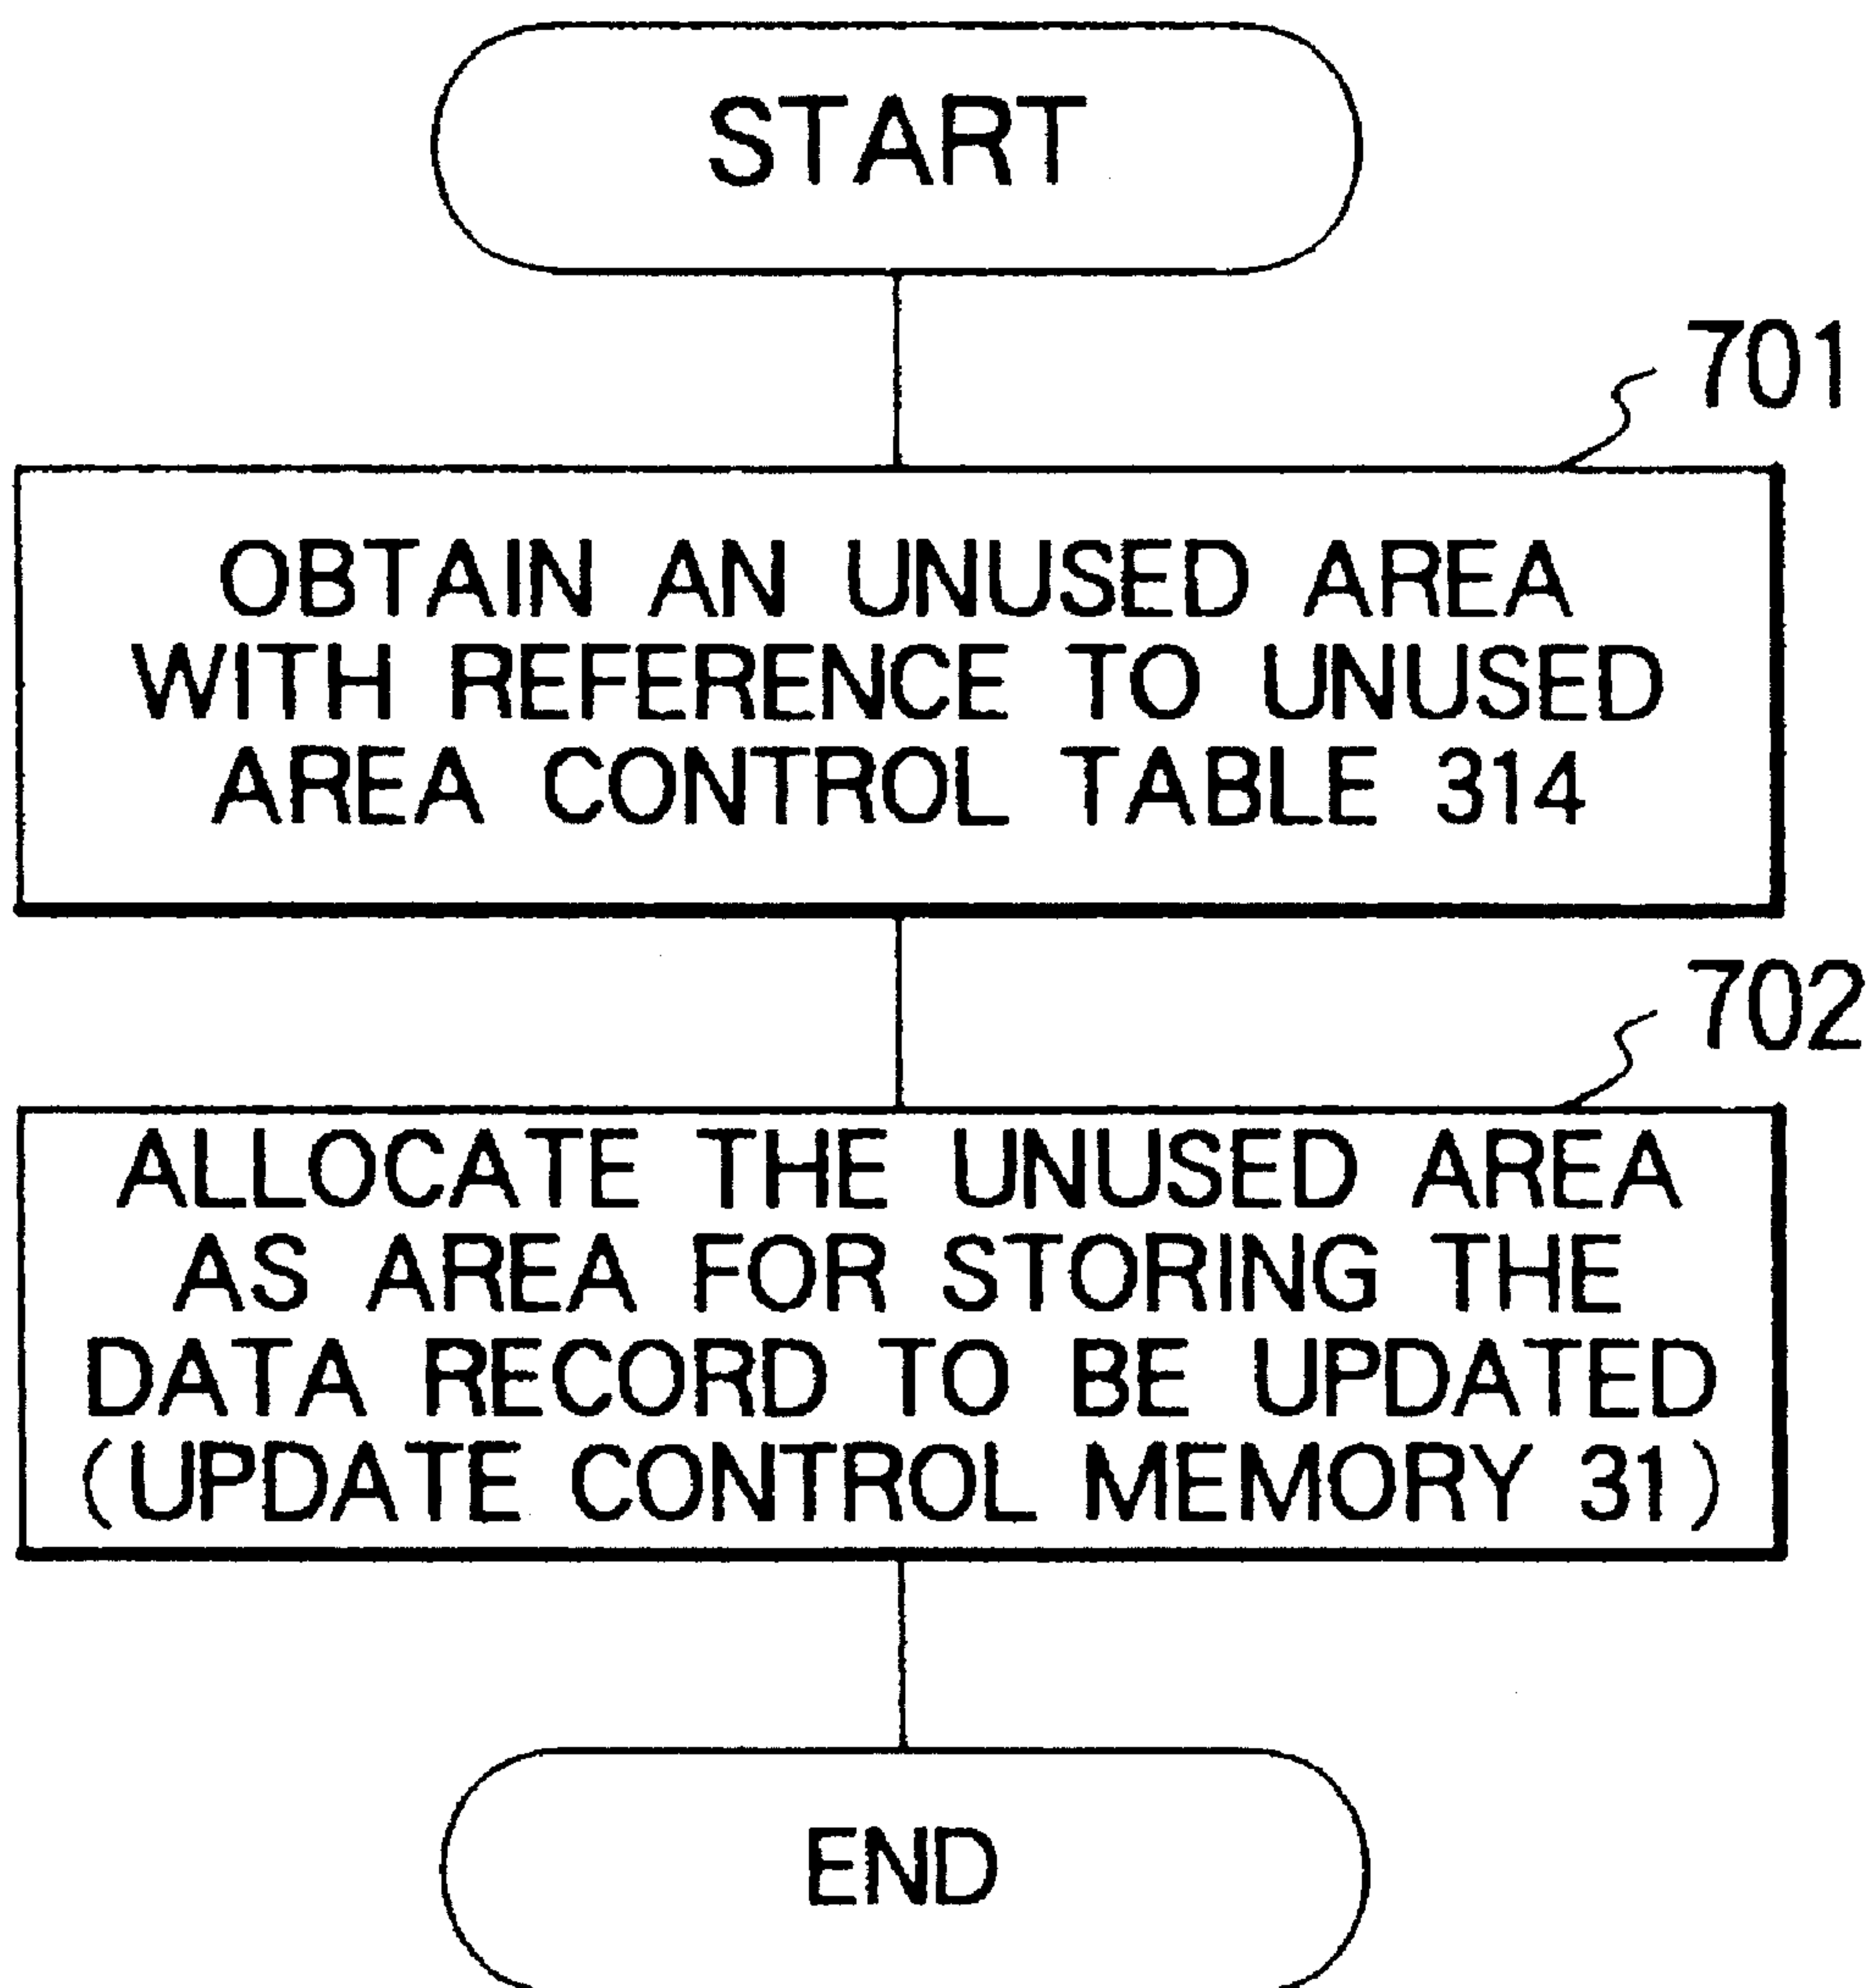 START
701
OBTAIN AN UNUSED AREA
WITH REFERENCE TO UNUSED
AREA CONTROL TABLE 314
702
ALLOCATE THE UNUSED AREA
AS AREA FOR STORING THE
DATA RECORD TO BE UPDATED
(UPDATE CONTROL MEMORY 31)
END